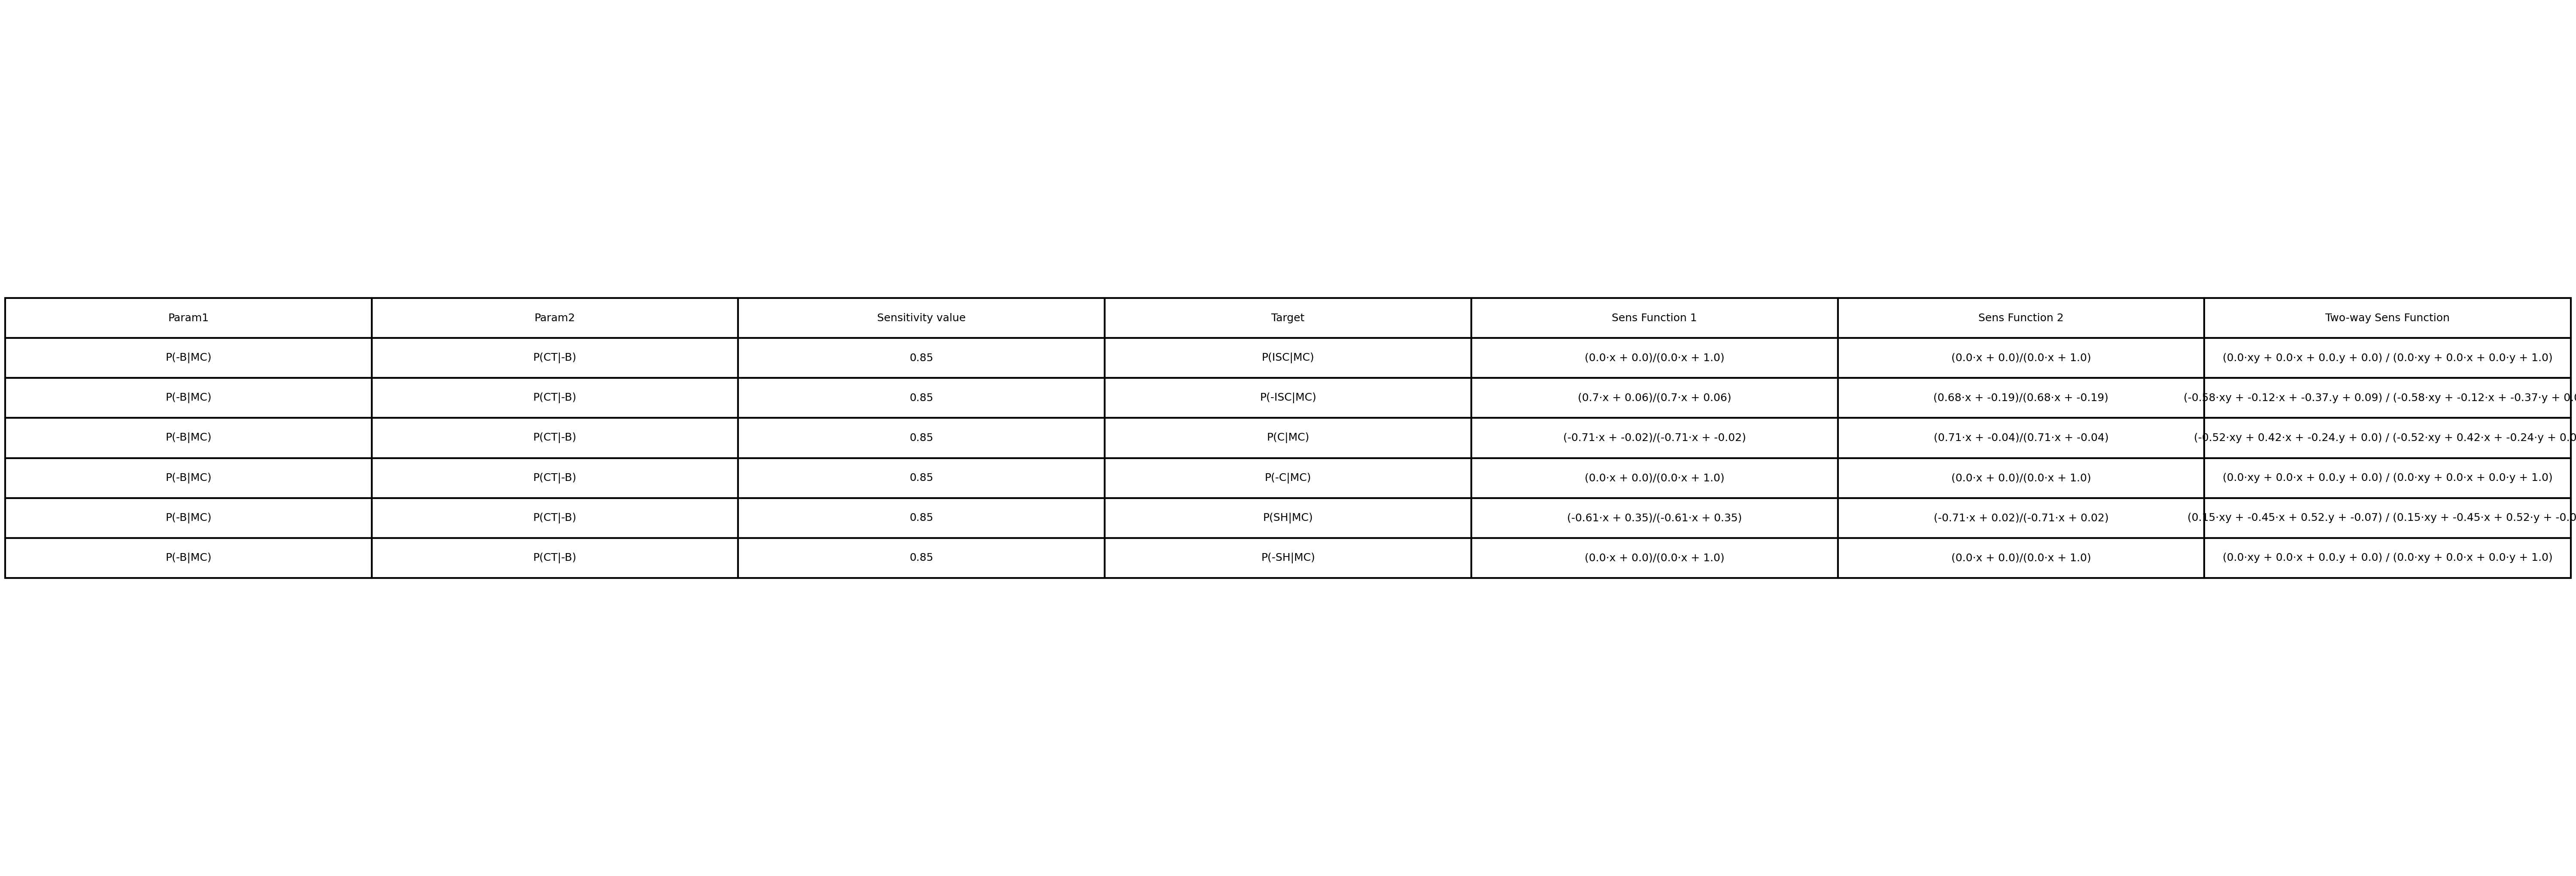 Param1 Param2 Sensitivity value Target Sens Function 1 Sens Function 2 Two-way Sens Function
P(-B|MC) P(CT|-B) 0.85 P(ISC|MC) (0.0·x + 0.0)/(0.0·x + 1.0) (0.0·x + 0.0)/(0.0·x + 1.0) (0.0·xy + 0.0·x + 0.0.y + 0.0) / (0.0·xy + 0.0·x + 0.0·y + 1.0)
P(-B|MC) P(CT|-B) 0.85 P(-ISC|MC) (0.7·x + 0.06)/(0.7·x + 0.06) (0.68·x + -0.19)/(0.68·x + -0.19) (-0.58·xy + -0.12·x + -0.37.y + 0.09) / (-0.58·xy + -0.12·x + -0.37·y +
P(-B|MC) P(CT|-B) 0.85 P(C|MC) (-0.71·x + -0.02)/(-0.71·x + -0.02) (0.71·x + -0.04)/(0.71·x + -0.04) (-0.52·xy + 0.42·x + -0.24.y + 0.0) / (-0.52·xy + 0.42·x + -0.24·y + 0.0
P(-B|MC) P(CT|-B) 0.85 P(-C|MC) (0.0·x + 0.0)/(0.0·x + 1.0) (0.0·x + 0.0)/(0.0·x + 1.0) (0.0·xy + 0.0·x + 0.0.y + 0.0) / (0.0·xy + 0.0·x + 0.0·y + 1.0)
P(-B|MC) P(CT|-B) 0.85 P(SH|MC) (-0.61·x + 0.35)/(-0.61·x + 0.35) (-0.71·x + 0.02)/(-0.71·x + 0.02) (0.15·xy + -0.45·x + 0.52.y + -0.07) / (0.15·xy + -0.45·x + 0.52·y +
P(-B|MC) P(CT|-B) 0.85 P(-SH|MC) (0.0·x + 0.0)/(0.0·x + 1.0) (0.0·x + 0.0)/(0.0·x + 1.0) (0.0·xy + 0.0·x + 0.0.y + 0.0) / (0.0·xy + 0.0·x + 0.0·y + 1.0)